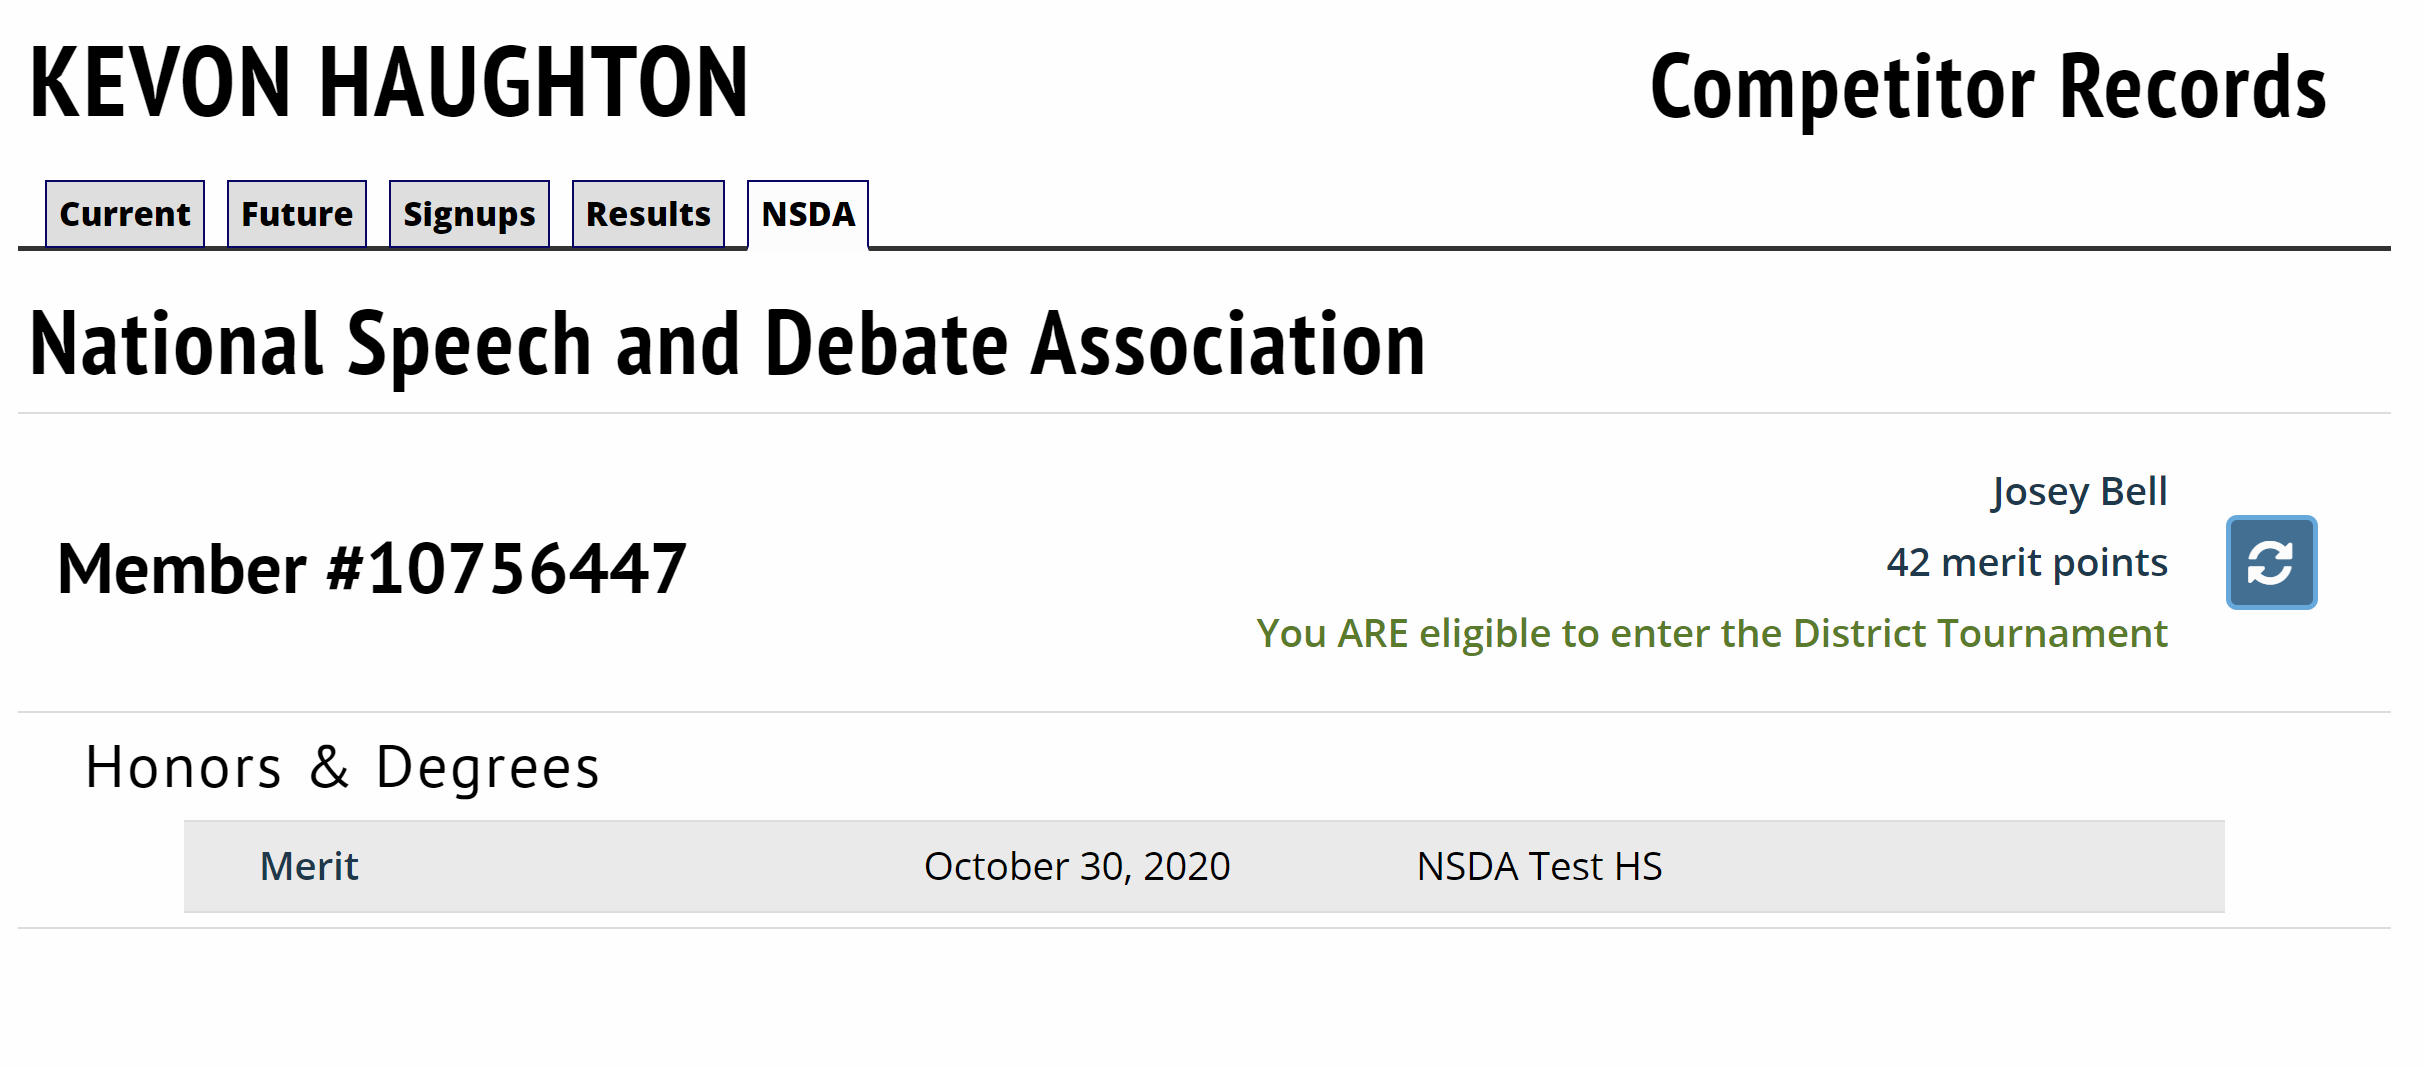 KEVON HAUGHTON
Competitor Records
Current Future Signups Results NSDA
National Speech and Debate Association
Member #10756447
Josey Bell
42 merit points
You ARE eligible to enter the District Tournament
Honors & Degrees
Merit October 30, 2020 NSDA Test HS